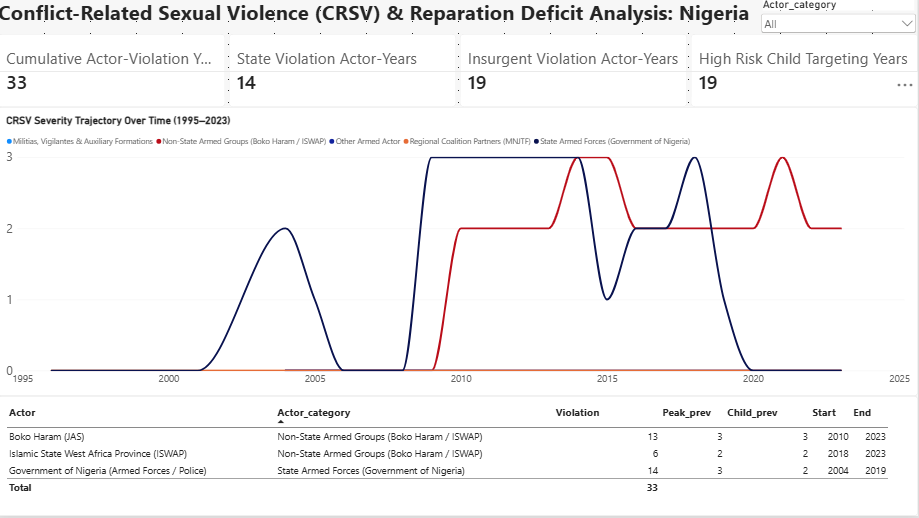 Conflict-Related Sexual Violence (CRSV) & Reparation Deficit Analysis: Nigeria
Actor_category
All
Cumulative Actor-Violation Y...
33
State Violation Actor-Years
14
Insurgent Violation Actor-Years
19
High Risk Child Targeting Years
19
CRSV Severity Trajectory Over Time (1995–2023)
Militias, Vigilantes & Auxiliary Formations Non-State Armed Groups (Boko Haram / ISWAP) Other Armed Actor Regional Coalition Partners (MNJTF) State Armed Forces (Government of Nigeria)
3
2
1
0
1995 2000 2005 2010 2015 2020 2025
Actor Actor_category Violation Peak_prev Child_prev Start End
Boko Haram (JAS) Non-State Armed Groups (Boko Haram / ISWAP) 13 3 3 2010 2023
Islamic State West Africa Province (ISWAP) Non-State Armed Groups (Boko Haram / ISWAP) 6 2 2 2018 2023
Government of Nigeria (Armed Forces / Police) State Armed Forces (Government of Nigeria) 14 3 2 2004 2019
Total 33